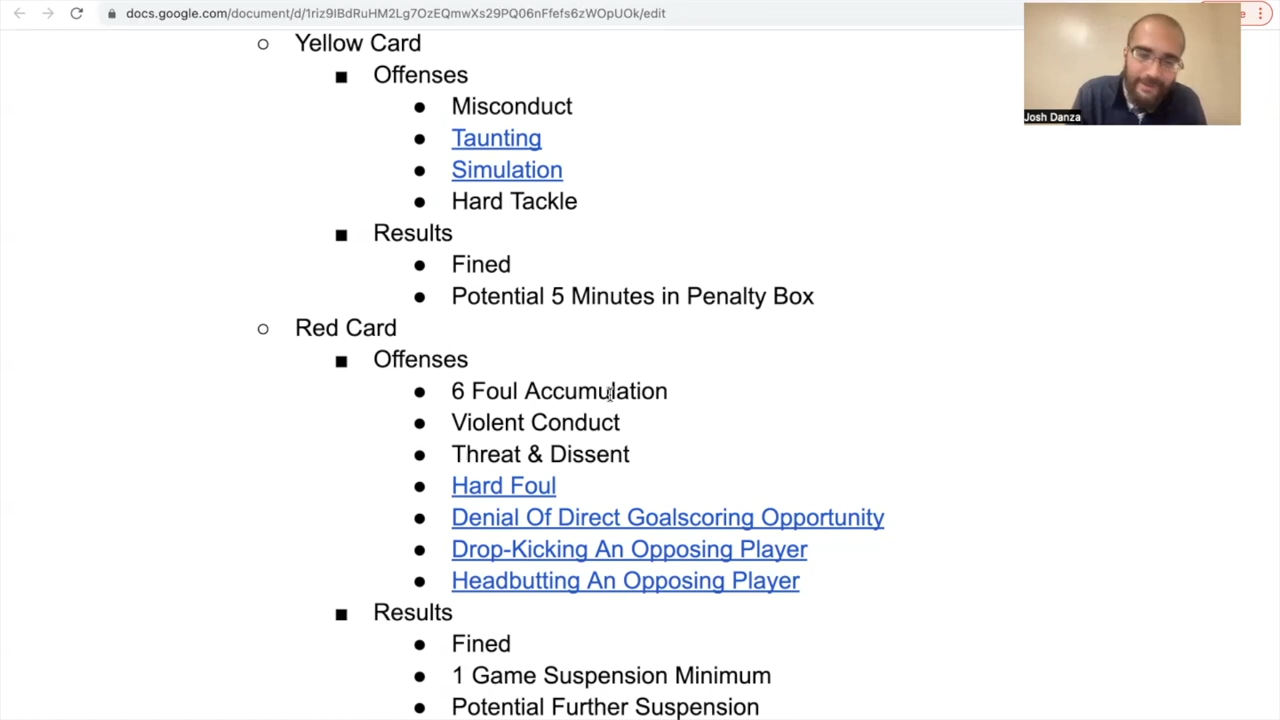 docs.google.com/document/d/1riz9IBdRuHM2Lg7OzEQmwXs29PQ06nFfefs6zWOpUOk/edit
Josh Danza
Yellow Card
Offenses
Misconduct
Taunting
Simulation
Hard Tackle
Results
Fined
Potential 5 Minutes in Penalty Box
Red Card
Offenses
6 Foul Accumulation
Violent Conduct
Threat & Dissent
Hard Foul
Denial Of Direct Goalscoring Opportunity
Drop-Kicking An Opposing Player
Headbutting An Opposing Player
Results
Fined
1 Game Suspension Minimum
Potential Further Suspension